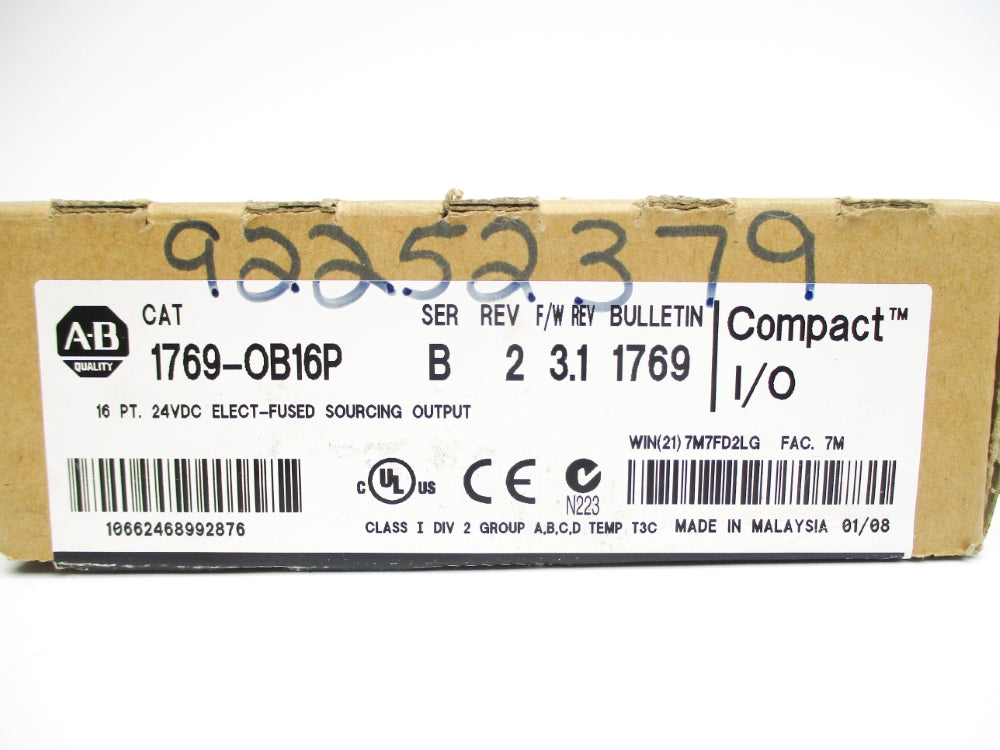 92252379
A-B
QUALITY
CAT SER REV F/W REV BULLETIN
1769-OB16P B 2 3.1 1769
Compact™
I/O
16 PT. 24VDC ELECT-FUSED SOURCING OUTPUT
WIN(21) 7M7FD2LG FAC. 7M
10662468992876
C UL US CE N223
CLASS I DIV 2 GROUP A,B,C,D TEMP T3C MADE IN MALAYSIA 01/08